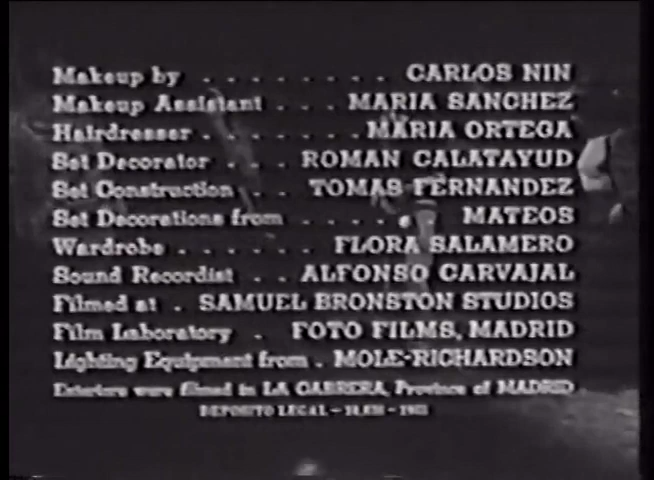 Makeup by . . . . . . . . CARLOS NIN
Makeup Assistant . . . MARIA SANCHEZ
Hairdresser . . . . . . . MARIA ORTEGA
Set Decorator . . . ROMAN CALATAYUD
Set Construction . . TOMAS FERNANDEZ
Set Decorations from . . . . . MATEOS
Wardrobe . . . . . . FLORA SALAMERO
Sound Recordist . . ALFONSO CARVAJAL
Filmed at . SAMUEL BRONSTON STUDIOS
Film Laboratory . FOTO FILMS, MADRID
Lighting Equipment from . MOLE-RICHARDSON
Exteriors were filmed in LA CABRERA, Province of MADRID
DEPOSITO LEGAL